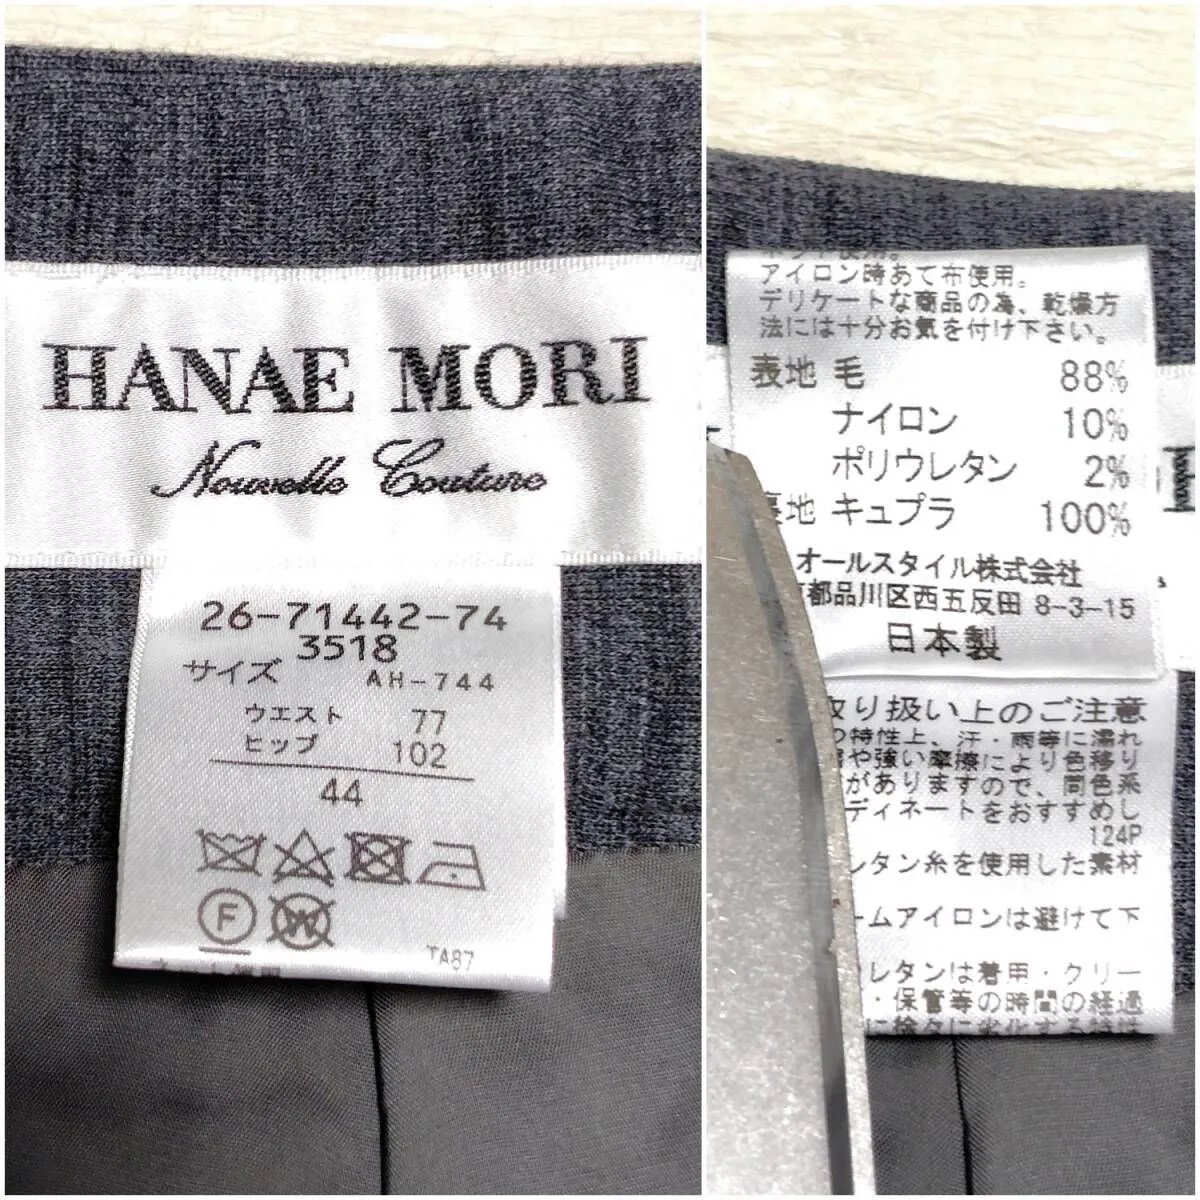 HANAE MORI
Nouvelle Couture
26-71442-74
3518
サイズ AH-744
ウエスト 77
ヒップ 102
44
F
W
TA87
アイロン時あて布使用。
デリケートな商品の為、乾燥方
法には十分お気を付け下さい。
表地 毛 88%
ナイロン 10%
ポリウレタン 2%
裏地 キュプラ 100%
オールスタイル株式会社
都品川区西五反田 8-3-15
日本製
取り扱い上のご注意
の特性上、汗・雨等に濡れ
や強い摩擦により色移り
がありますので、同色系
ディネートをおすすめし
124P
レタン糸を使用した素材
ームアイロンは避けて下
レタンは着用・クリー
・保管等の時間の経過
に徐々に劣化する特性